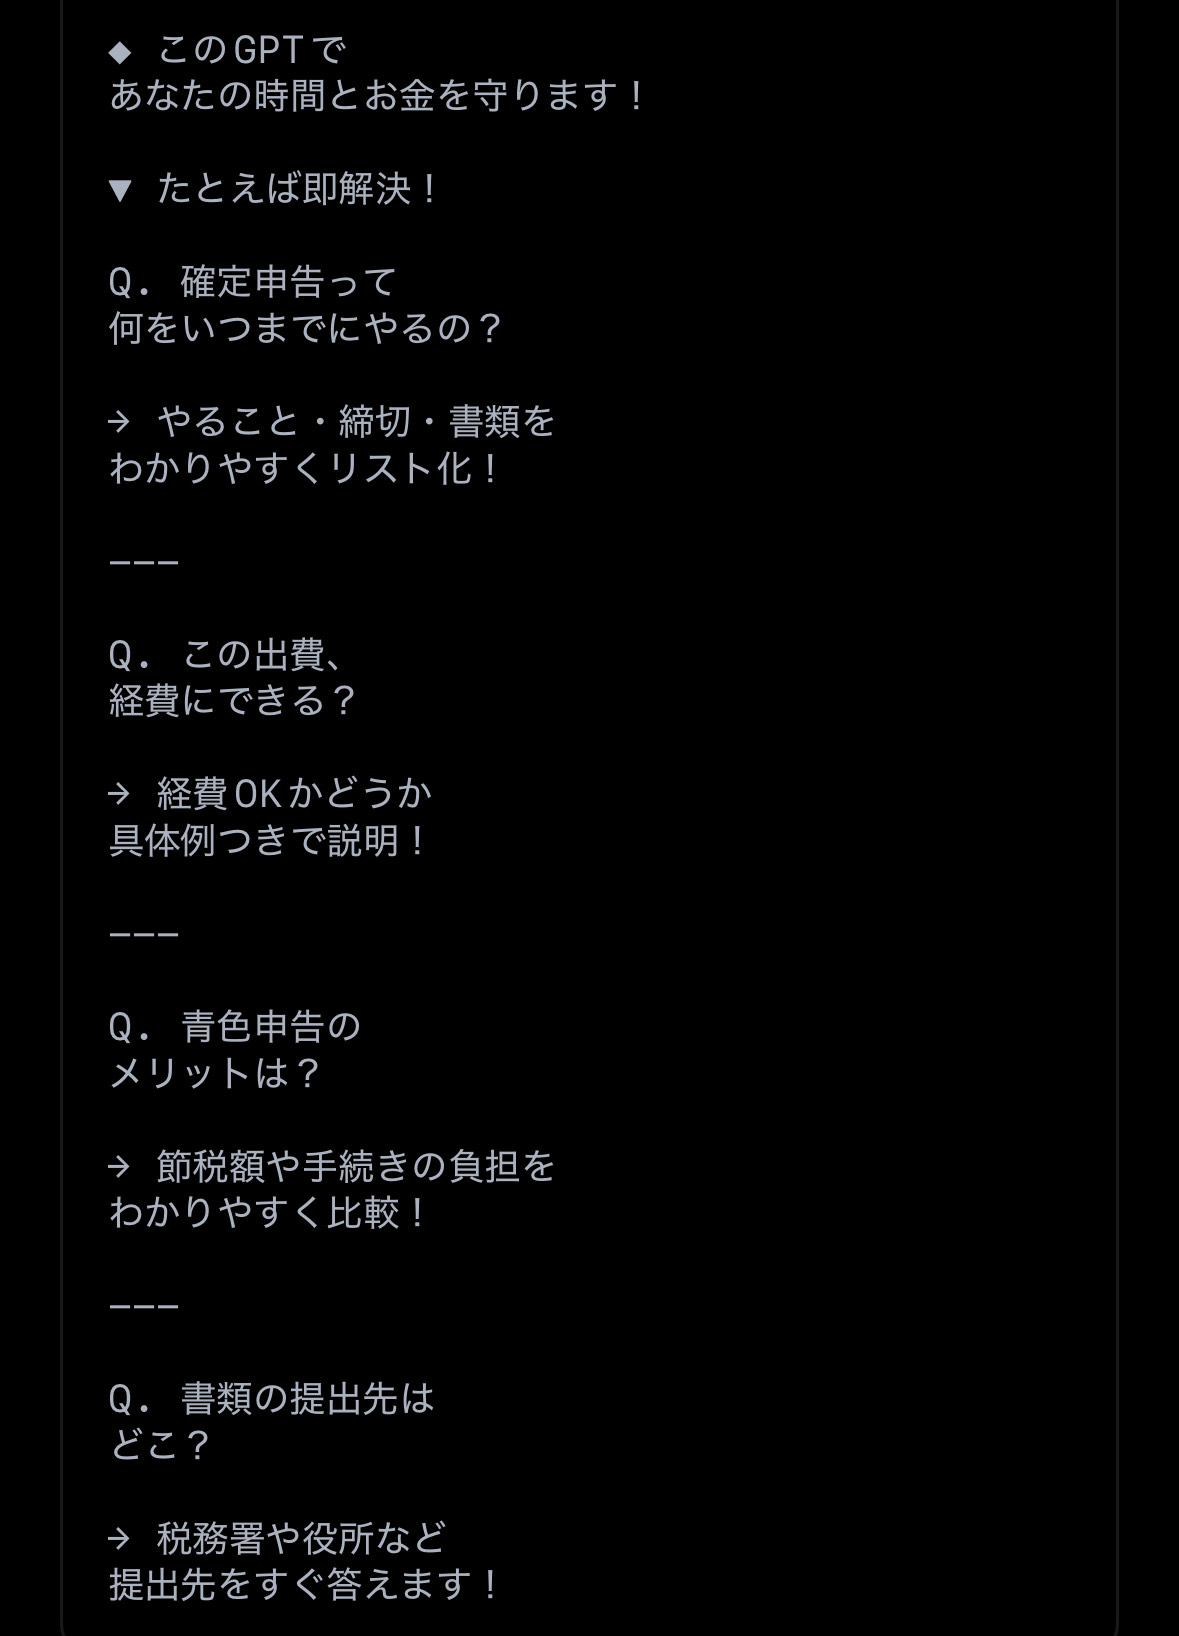 ◆ このGPTで
あなたの時間とお金を守ります！
▼ たとえば即解決！
Q. 確定申告って
何をいつまでにやるの？
→ やること・締切・書類を
わかりやすくリスト化！
---
Q. この出費、
経費にできる？
→ 経費OKかどうか
具体例つきで説明！
---
Q. 青色申告の
メリットは？
→ 節税額や手続きの負担を
わかりやすく比較！
---
Q. 書類の提出先は
どこ？
→ 税務署や役所など
提出先をすぐ答えます！